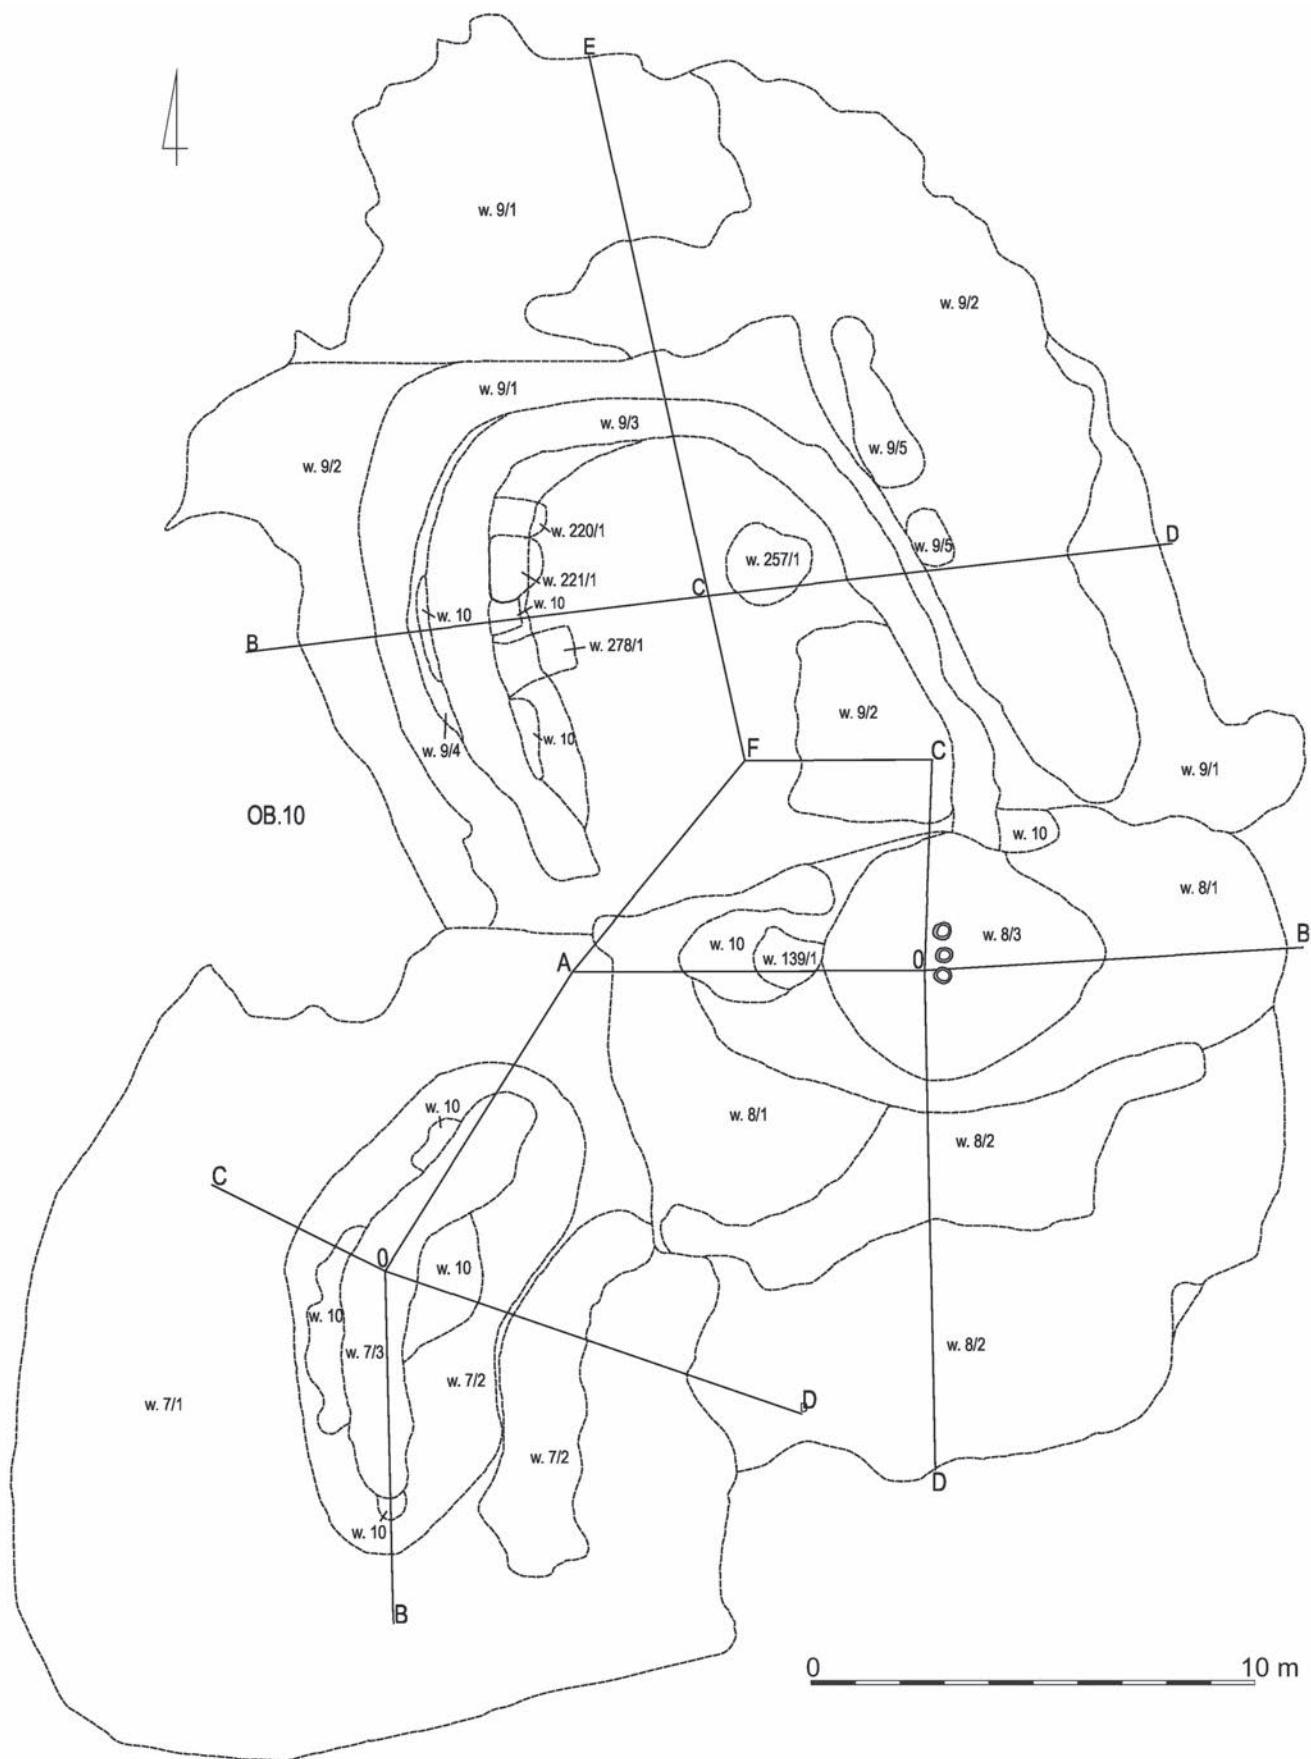 E
w. 9/1
w. 9/2
w. 9/1
w. 9/3
w. 9/5
w. 9/2
w. 220/1
w. 9/5
D
w. 257/1
w. 221/1
C
w. 10
w. 10
B
w. 278/1
w. 9/2
w. 10
w. 9/4
F
C
w. 9/1
OB.10
w. 10
w. 8/1
w. 8/3
B
w. 10
w. 139/1
0
A
w. 10
w. 8/1
w. 8/2
C
0
w. 10
w. 10
w. 7/3
w. 8/2
w. 7/2
w. 7/1
D
w. 7/2
D
w. 10
B
0 10 m